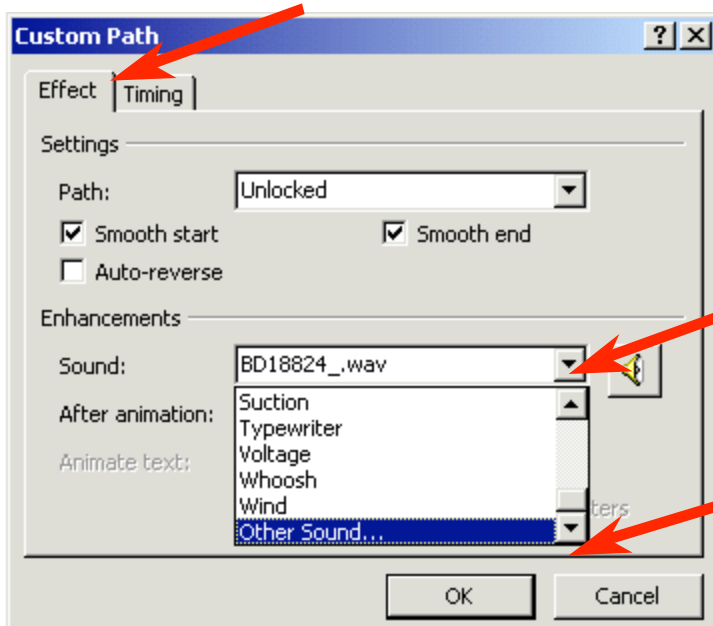 Custom Path
Effect Timing
Settings
Path: Unlocked
Smooth start Smooth end
Auto-reverse
Enhancements
Sound: BD18824_.wav
After animation:
Suction
Typewriter
Animate text:
Voltage
Whoosh
Wind
ters
Other Sound...
OK Cancel